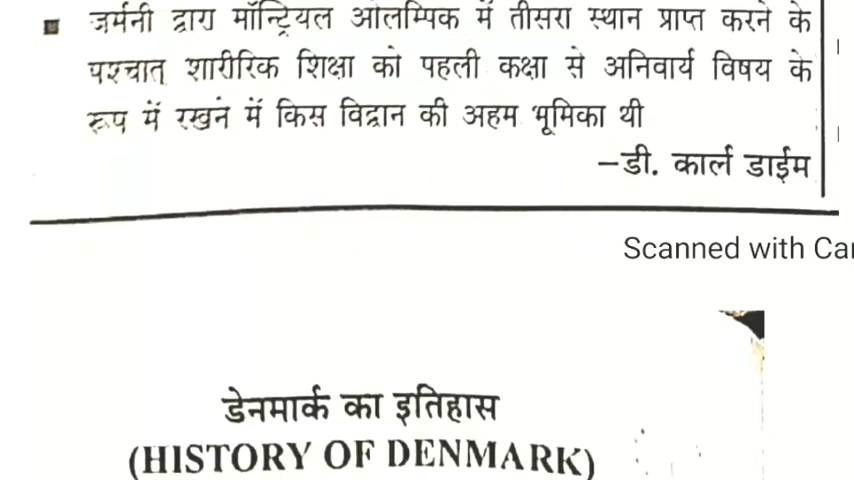 ■ जर्मनी द्वारा मॉन्ट्रियल ओलम्पिक में तीसरा स्थान प्राप्त करने के
पश्चात् शारीरिक शिक्षा को पहली कक्षा से अनिवार्य विषय के
रूप में रखने में किस विद्वान की अहम भूमिका थी
–डी. कार्ल डाईम
Scanned with Ca
डेनमार्क का इतिहास
(HISTORY OF DENMARK)